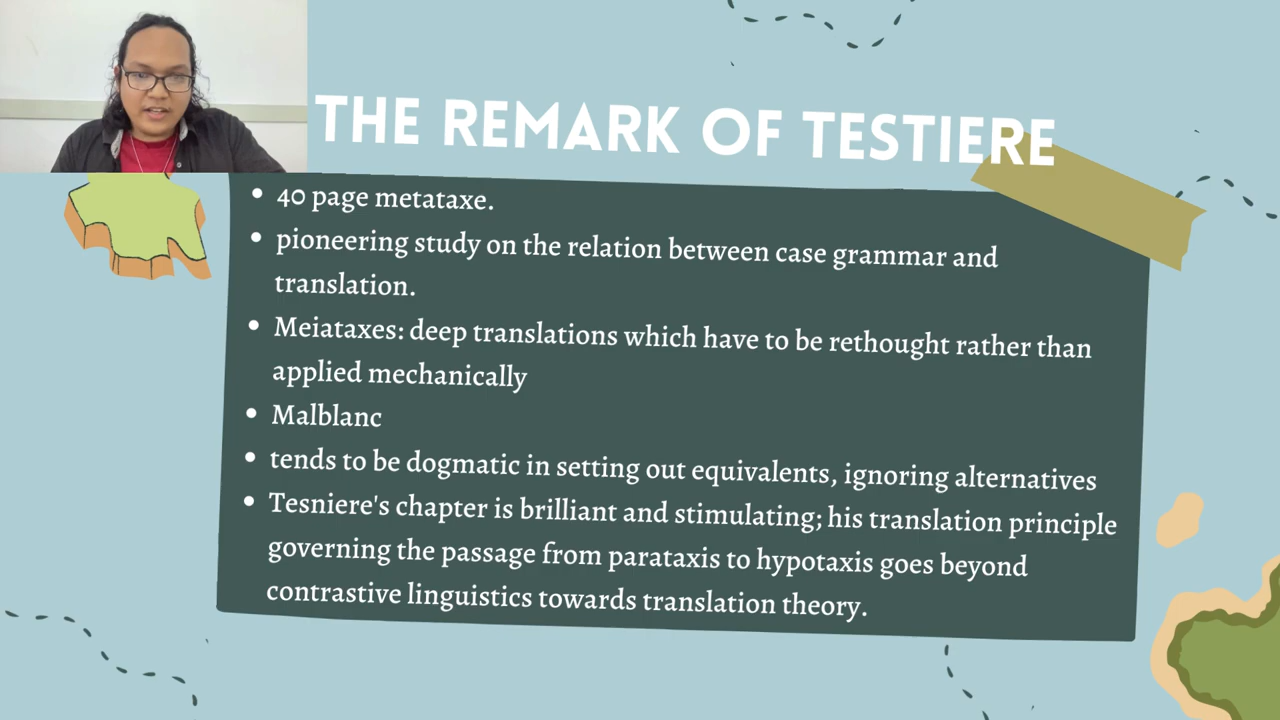 THE REMARK OF TESTIERE
• 40 page metataxe.
• pioneering study on the relation between case grammar and
translation.
• Meiataxes: deep translations which have to be rethought rather than
applied mechanically
• Malblanc
• tends to be dogmatic in setting out equivalents, ignoring alternatives
• Tesniere's chapter is brilliant and stimulating; his translation principle
governing the passage from parataxis to hypotaxis goes beyond
contrastive linguistics towards translation theory.